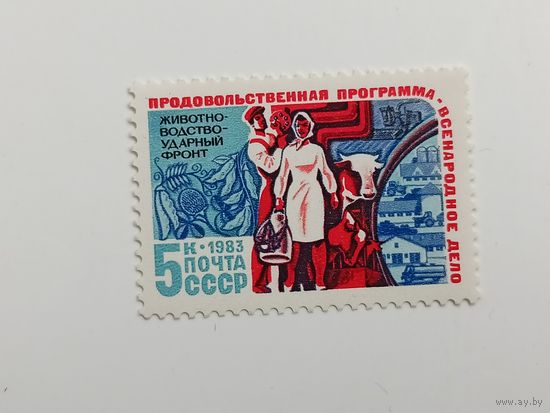 ПРОДОВОЛЬСТВЕННАЯ ПРОГРАММА-ВСЕНАРОДНОЕ ДЕЛО
ЖИВОТНО-
ВОДСТВО-
УДАРНЫЙ
ФРОНТ
5 К•1983
ПОЧТА
СССР
www.ay.by